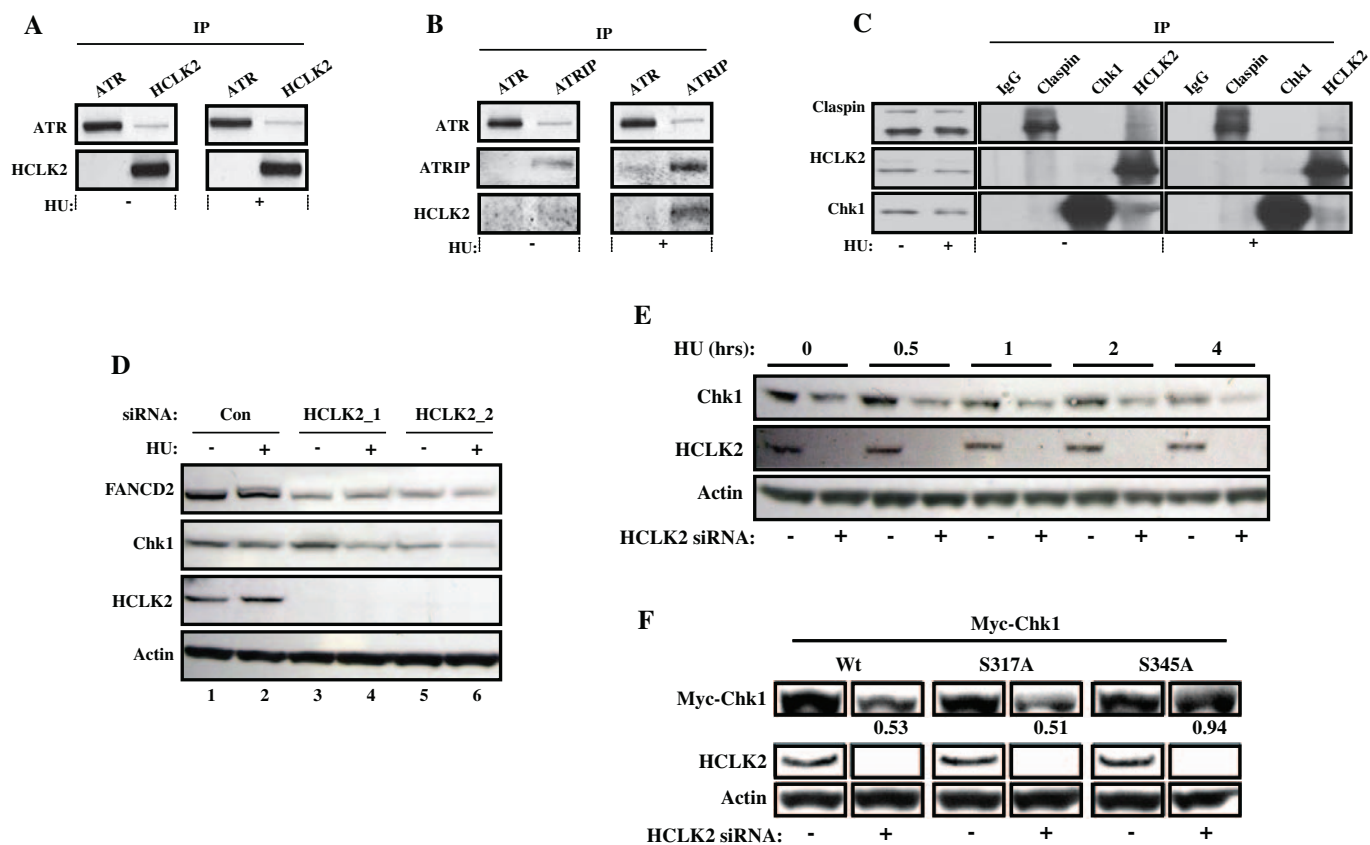 A
IP
ATR HCLK2 ATR HCLK2
ATR
HCLK2
HU: - +
B
IP
ATR ATRIP ATR ATRIP
ATR
ATRIP
HCLK2
HU: - +
C
IP
IgG Claspin Chk1 HCLK2 IgG Claspin Chk1 HCLK2
Claspin
HCLK2
Chk1
HU: - + - +
D
siRNA: Con HCLK2_1 HCLK2_2
HU: - + - + - +
FANCD2
Chk1
HCLK2
Actin
1 2 3 4 5 6
E
HU (hrs): 0 0.5 1 2 4
Chk1
HCLK2
Actin
HCLK2 siRNA: - + - + - + - + - +
F
Myc-Chk1
Wt S317A S345A
Myc-Chk1
0.53 0.51 0.94
HCLK2
Actin
HCLK2 siRNA: - + - + - +